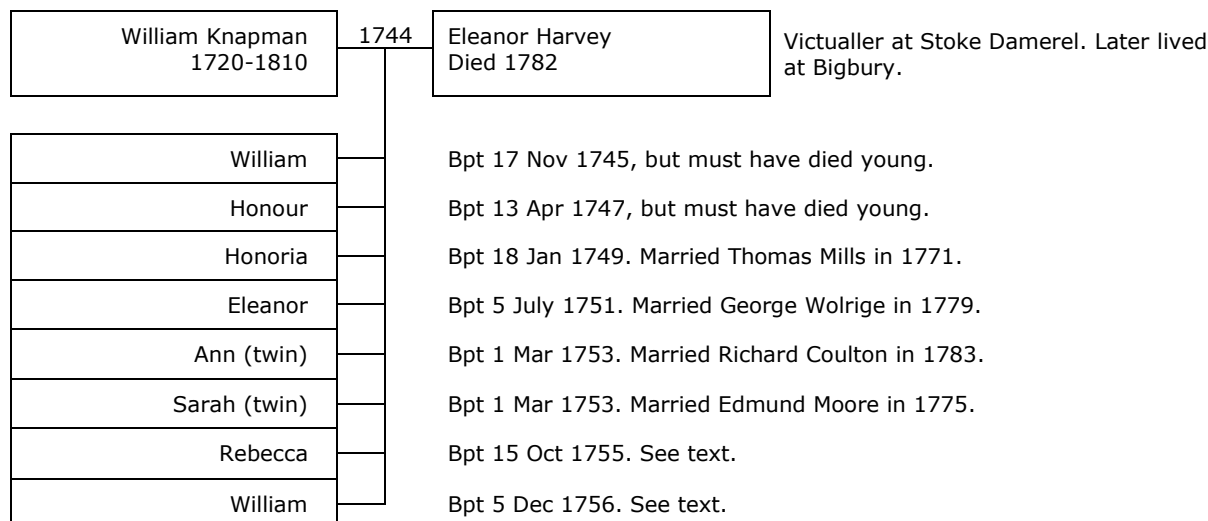 William Knapman
1720-1810
1744
Eleanor Harvey
Died 1782
Victualler at Stoke Damerel. Later lived
at Bigbury.
William
Bpt 17 Nov 1745, but must have died young.
Honour
Bpt 13 Apr 1747, but must have died young.
Honoria
Bpt 18 Jan 1749. Married Thomas Mills in 1771.
Eleanor
Bpt 5 July 1751. Married George Wolrige in 1779.
Ann (twin)
Bpt 1 Mar 1753. Married Richard Coulton in 1783.
Sarah (twin)
Bpt 1 Mar 1753. Married Edmund Moore in 1775.
Rebecca
Bpt 15 Oct 1755. See text.
William
Bpt 5 Dec 1756. See text.